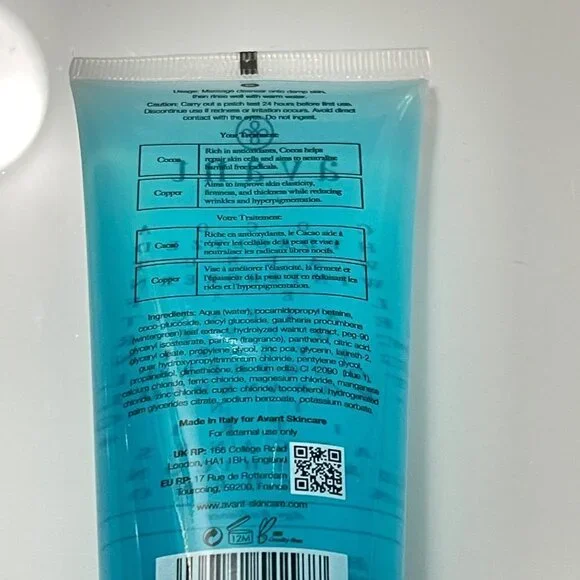 Usage: Massage cleanser onto damp skin,
then rinse well with warm water.
Caution: Carry out a patch test 24 hours before first use.
Discontinue use if redness or irritation occurs. Avoid direct
contact with the eyes. Do not ingest.
Your Treatment:
Cocoa
Rich in antioxidants, Cocoa helps
repair skin cells and aims to neutralise
harmful free radicals.
Copper
Aims to improve skin elasticity,
firmness, and thickness while reducing
wrinkles and hyperpigmentation.
Votre Traitement:
Cacao
Riche en antioxydants, le Cacao aide à
réparer les cellules de la peau et vise à
neutraliser les radicaux libres nocifs.
Copper
Vise à améliorer l'élasticité, la fermeté et
l'épaisseur de la peau tout en réduisant les
rides et l'hyperpigmentation.
Ingredients: Aqua (water), cocamidopropyl betaine,
coco-glucoside, decyl glucoside, gaultheria procumbens
(wintergreen) leaf extract, hydrolyzed walnut extract, peg-90
glyceryl isostearate, parfum (fragrance), panthenol, citric acid,
glyceryl oleate, propylene glycol, zinc pca, glycerin, laureth-2,
guar hydroxypropyltrimonium chloride, pentylene glycol,
propanediol, dimethicone, disodium edta, CI 42090 (blue 1),
calcium chloride, ferric chloride, magnesium chloride, manganese
chloride, zinc chloride, cupric chloride, tocopherol, hydrogenated
palm glycerides citrate, sodium benzoate, potassium sorbate.
Made in Italy for Avant Skincare
For external use only
UK RP: 166 College Road
London, HA1 1BH, England
EU RP: 17 Rue de Rotterdam
Tourcoing, 59200, France
www.avant-skincare.com
12M
Cruelty Free